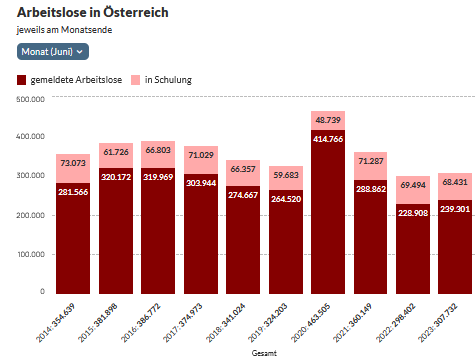 Arbeitslose in Österreich
jeweils am Monatsende
Monat (Juni)
gemeldete Arbeitslose in Schulung
500.000
400.000
300.000
200.000
100.000
0
73.073 61.726 66.803 71.029 66.357 59.683 48.739 71.287 69.494 68.431
281.566 320.172 319.969 303.944 274.667 264.520 414.766 288.862 228.908 239.301
2014: 354.639 2015: 381.898 2016: 386.772 2017: 374.973 2018: 341.024 2019: 324.203 2020: 463.505 2021: 360.149 2022: 298.402 2023: 307.732
Gesamt